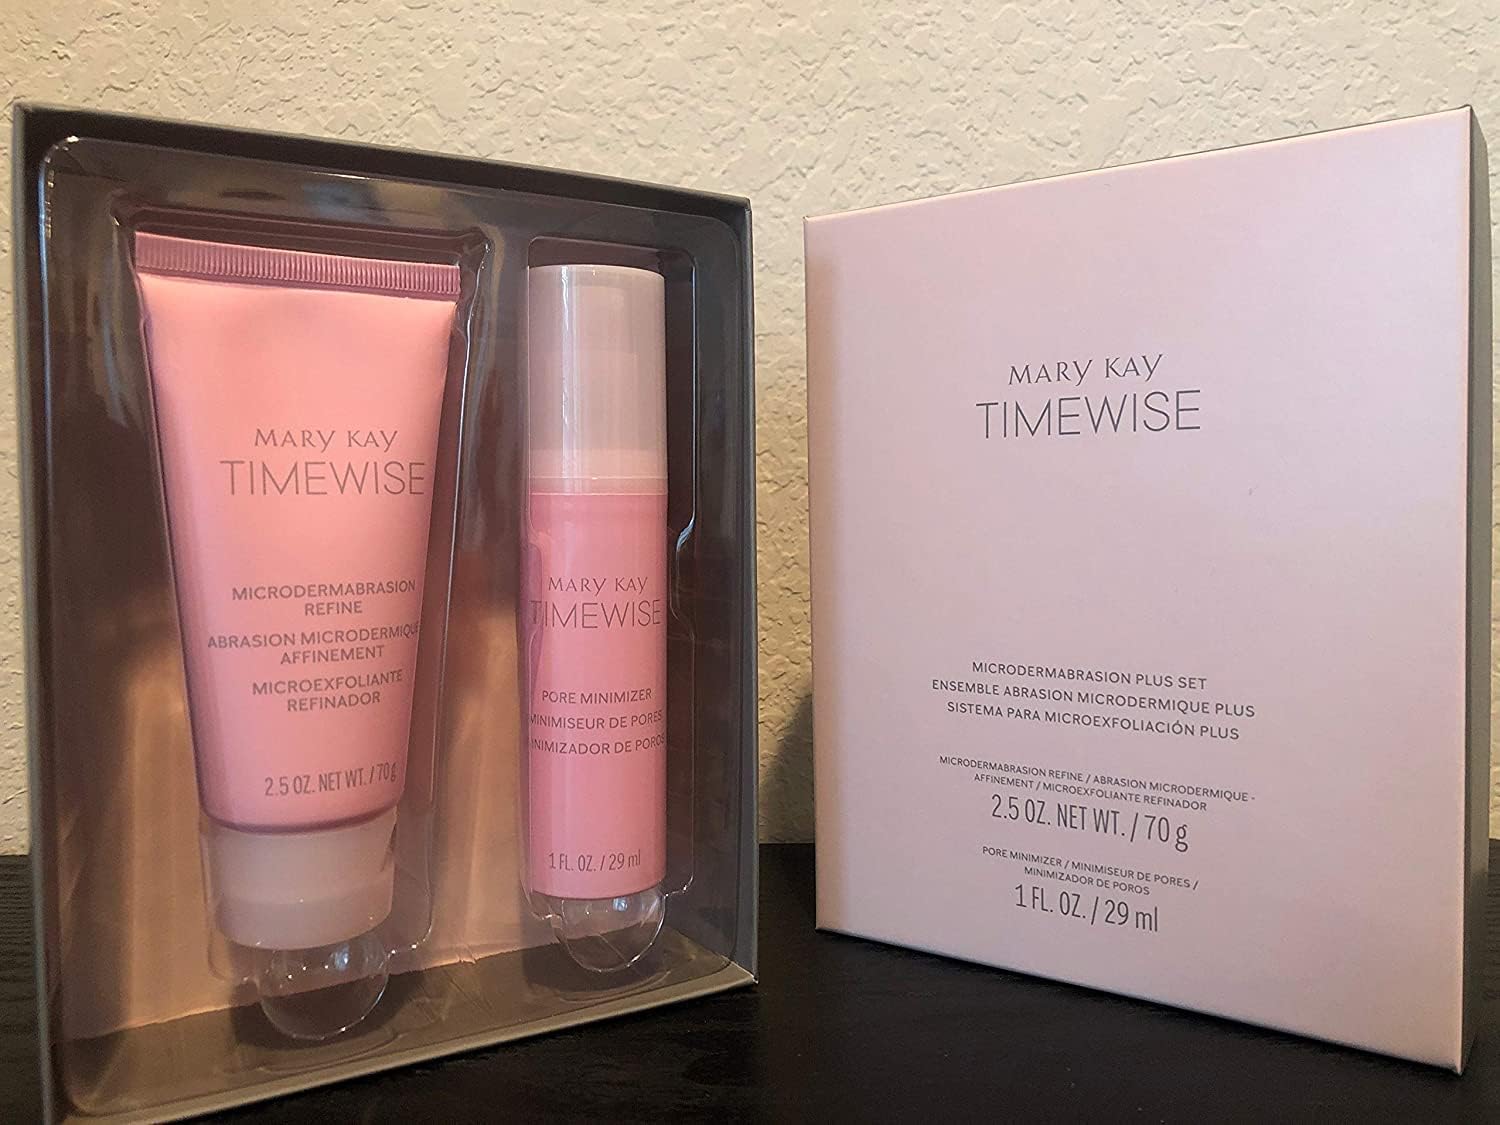 MARY KAY
TIMEWISE
MICRODERMABRASION
REFINE
ABRASION MICRODERMIQUE
AFFINEMENT
MICROEXFOLIANTE
REFINADOR
2.5 OZ. NET WT. / 70 g
MARY KAY
TIMEWISE
PORE MINIMIZER
MINIMISEUR DE PORES
MINIMIZADOR DE POROS
1 FL. OZ. / 29 ml
MARY KAY
TIMEWISE
MICRODERMABRASION PLUS SET
ENSEMBLE ABRASION MICRODERMIQUE PLUS
SISTEMA PARA MICROEXFOLIACIÓN PLUS
MICRODERMABRASION REFINE / ABRASION MICRODERMIQUE -
AFFINEMENT / MICROEXFOLIANTE REFINADOR
2.5 OZ. NET WT. / 70 g
PORE MINIMIZER / MINIMISEUR DE PORES /
MINIMIZADOR DE POROS
1 FL. OZ. / 29 ml